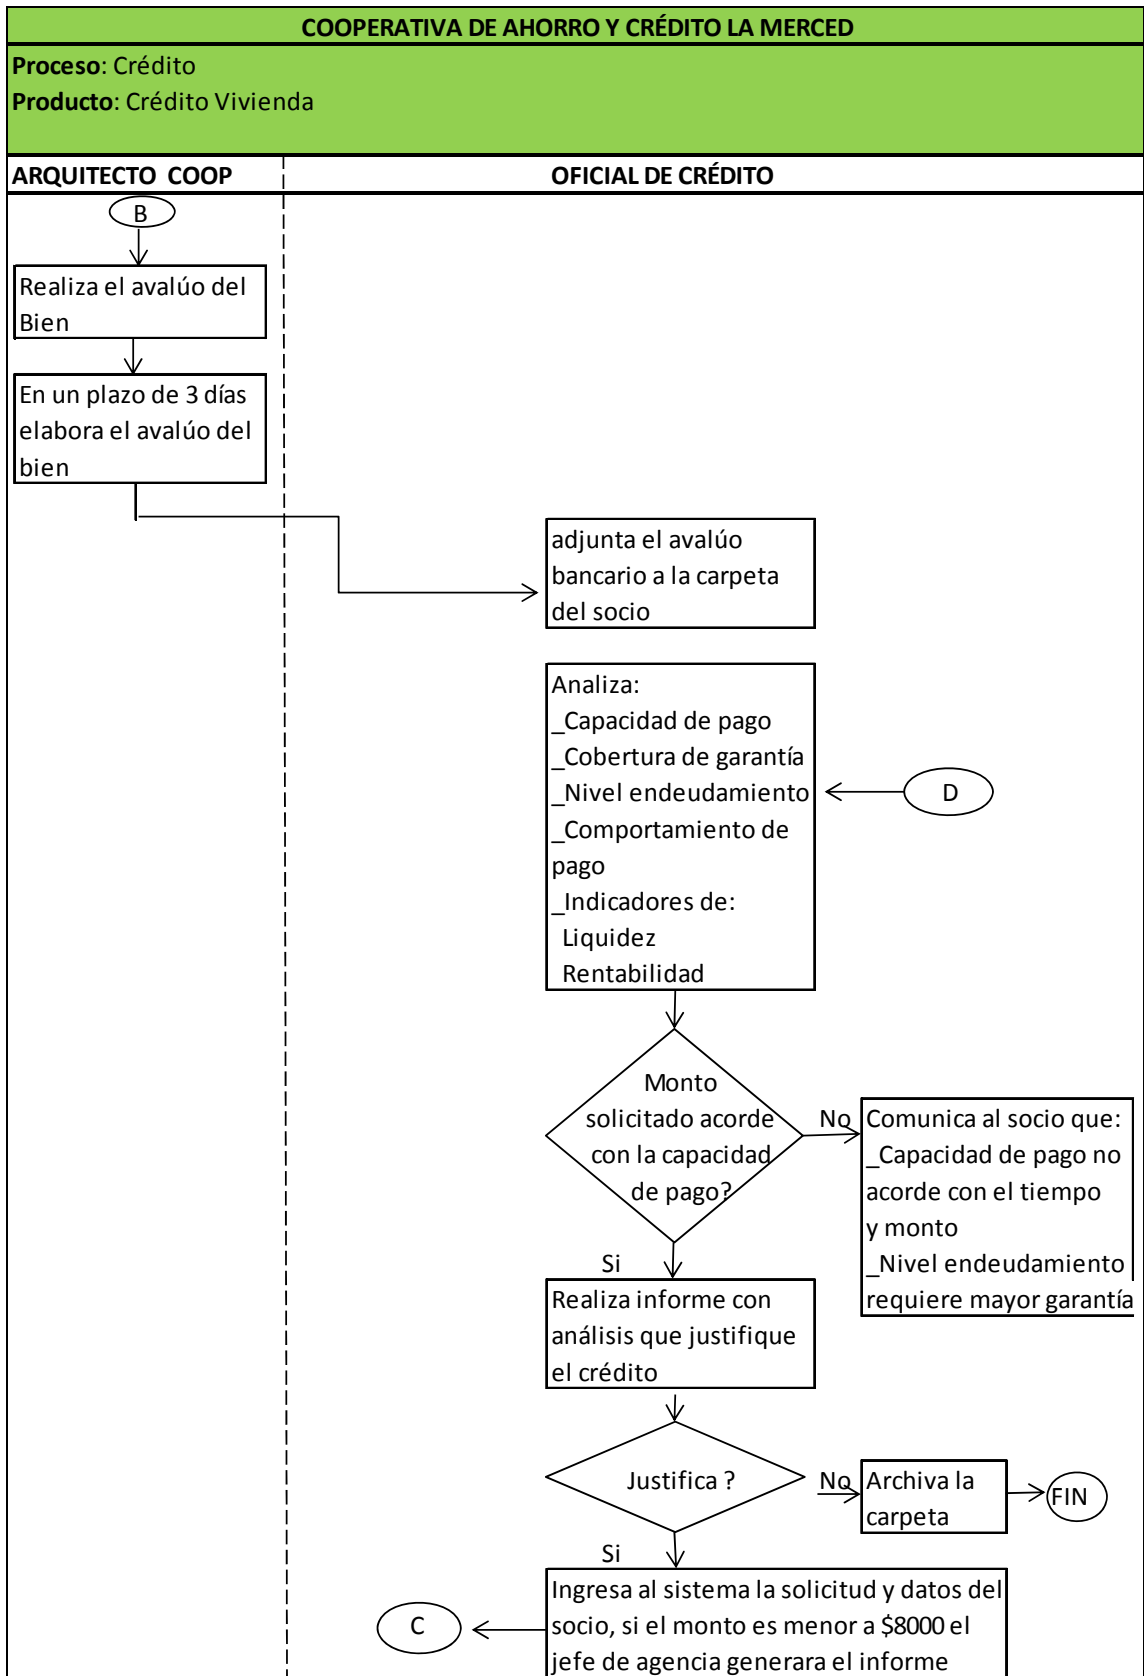 COOPERATIVA DE AHORRO Y CRÉDITO LA MERCED
Proceso: Crédito
Producto: Crédito Vivienda
ARQUITECTO COOP
OFICIAL DE CRÉDITO
B
Realiza el avalúo del
Bien
En un plazo de 3 días
elabora el avalúo del
bien
adjunta el avalúo
bancario a la carpeta
del socio
Analiza:
_Capacidad de pago
_Cobertura de garantía
_Nivel endeudamiento
_Comportamiento de
pago
_Indicadores de:
Liquidez
Rentabilidad
D
Monto
solicitado acorde
con la capacidad
de pago?
No
Comunica al socio que:
_Capacidad de pago no
acorde con el tiempo
y monto
_Nivel endeudamiento
requiere mayor garantía
Si
Realiza informe con
análisis que justifique
el crédito
Justifica ?
No
Archiva la
carpeta
FIN
Si
Ingresa al sistema la solicitud y datos del
socio, si el monto es menor a $8000 el
jefe de agencia generara el informe
C